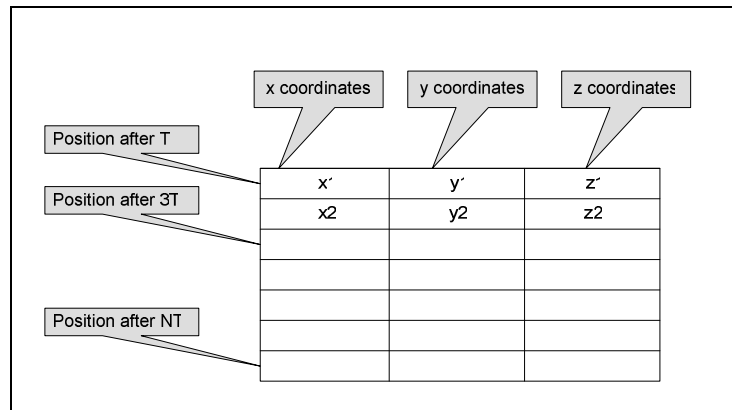 x coordinates y coordinates z coordinates
Position after T
x´ y´ z´
Position after 3T
x2 y2 z2
Position after NT